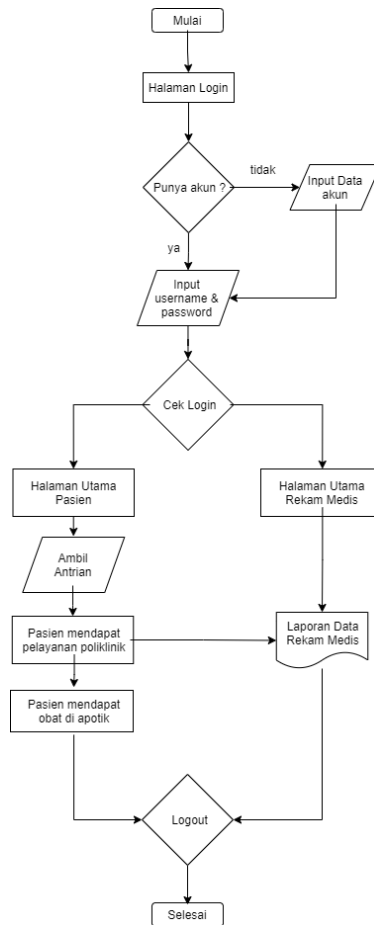 Mulai
Halaman Login
Punya akun ?
tidak
Input Data
akun
ya
Input
username &
password
Cek Login
Halaman Utama
Pasien
Halaman Utama
Rekam Medis
Ambil
Antrian
Pasien mendapat
pelayanan poliklinik
Laporan Data
Rekam Medis
Pasien mendapat
obat di apotik
Logout
Selesai